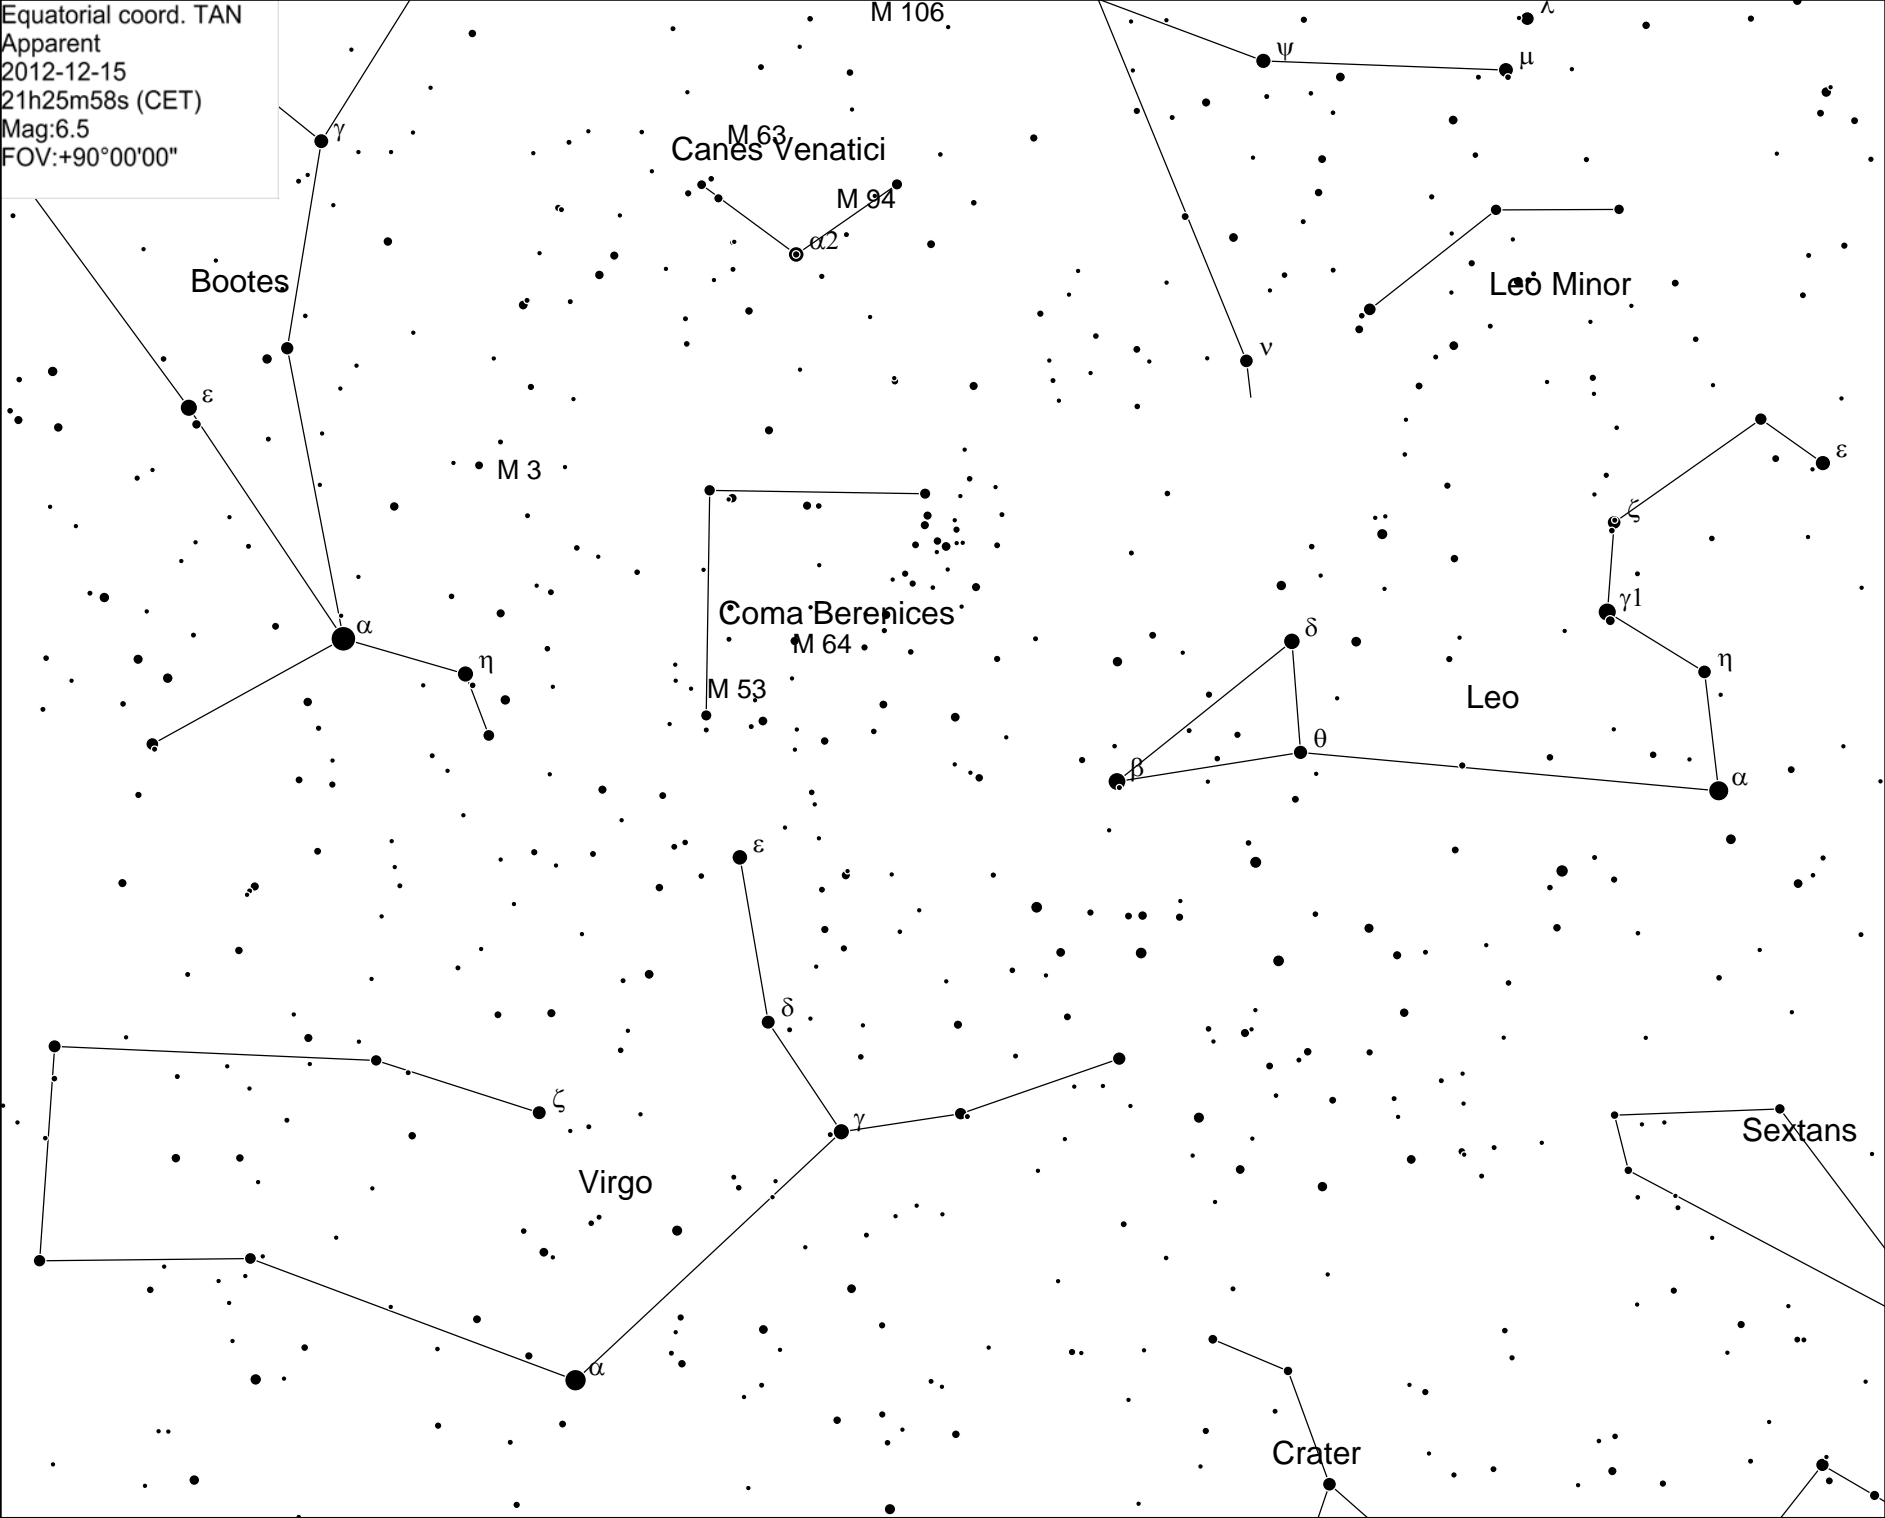 Equatorial coord. TAN
Apparent
2012-12-15
21h25m58s (CET)
Mag:6.5
FOV:+90°00'00"
M 106
λ
ψ
μ
γ
M 63
Canes Venatici
M 94
α2
Bootes
Leo Minor
ν
ε
ε
M 3
ζ
γ1
Coma Berenices
α
δ
M 64
η
η
M 53
Leo
θ
β
α
ε
δ
ζ
γ
Sextans
Virgo
α
Crater